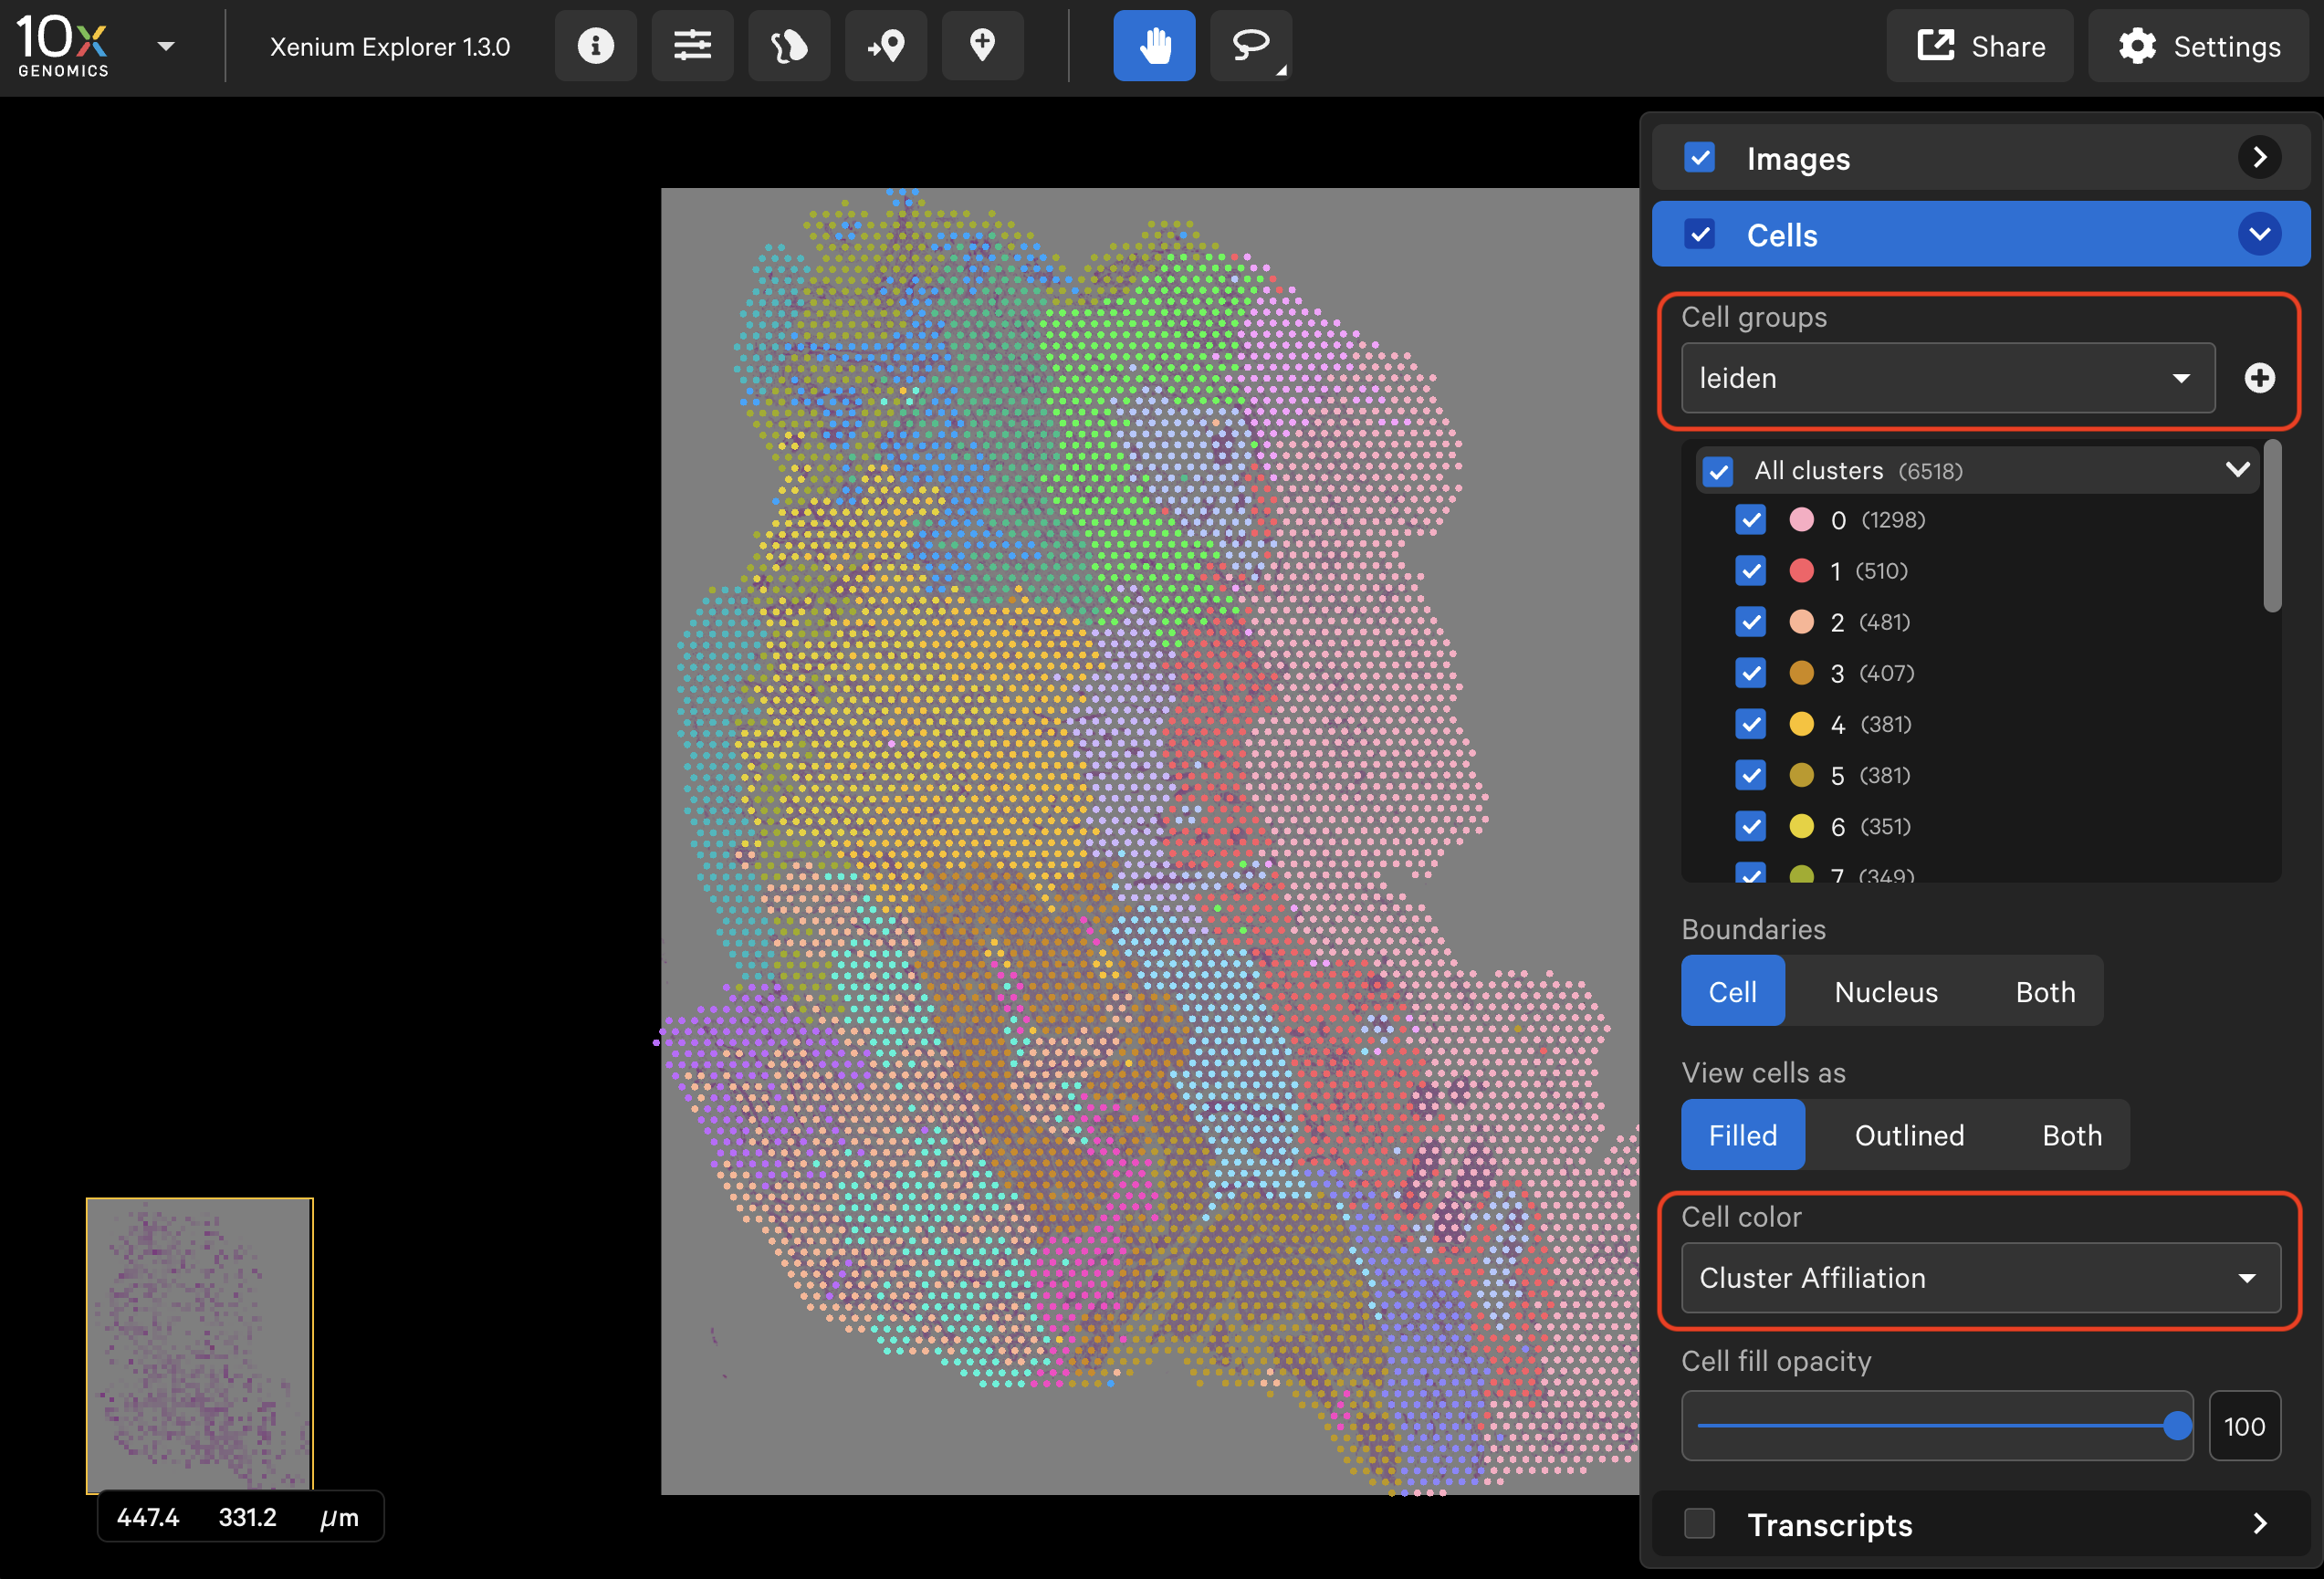 10x
GENOMICS
Xenium Explorer 1.3.0
Share
Settings
Images
Cells
Cell groups
leiden
All clusters (6518)
0 (1298)
1 (510)
2 (481)
3 (407)
4 (381)
5 (381)
6 (351)
7 (349)
Boundaries
Cell Nucleus Both
View cells as
Filled Outlined Both
Cell color
Cluster Affiliation
Cell fill opacity
100
447.4 331.2 μm
Transcripts